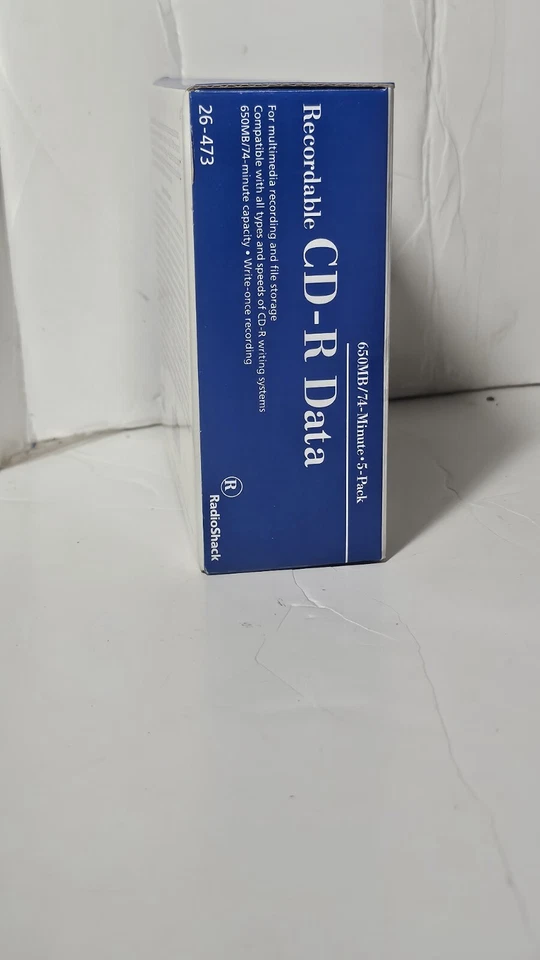 650MB/74-Minute•5-Pack
Recordable CD-R Data
For multimedia recording and file storage
Compatible with all types and speeds of CD-R writing systems
650MB/74-minute capacity • Write-once recording
26-473
R
RadioShack